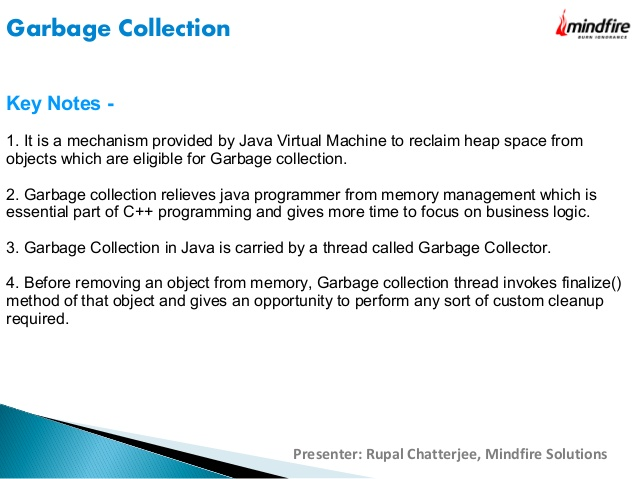 Garbage Collection
mindfire
BURN IGNORANCE
Key Notes -
1. It is a mechanism provided by Java Virtual Machine to reclaim heap space from
objects which are eligible for Garbage collection.
2. Garbage collection relieves java programmer from memory management which is
essential part of C++ programming and gives more time to focus on business logic.
3. Garbage Collection in Java is carried by a thread called Garbage Collector.
4. Before removing an object from memory, Garbage collection thread invokes finalize()
method of that object and gives an opportunity to perform any sort of custom cleanup
required.
Presenter: Rupal Chatterjee, Mindfire Solutions